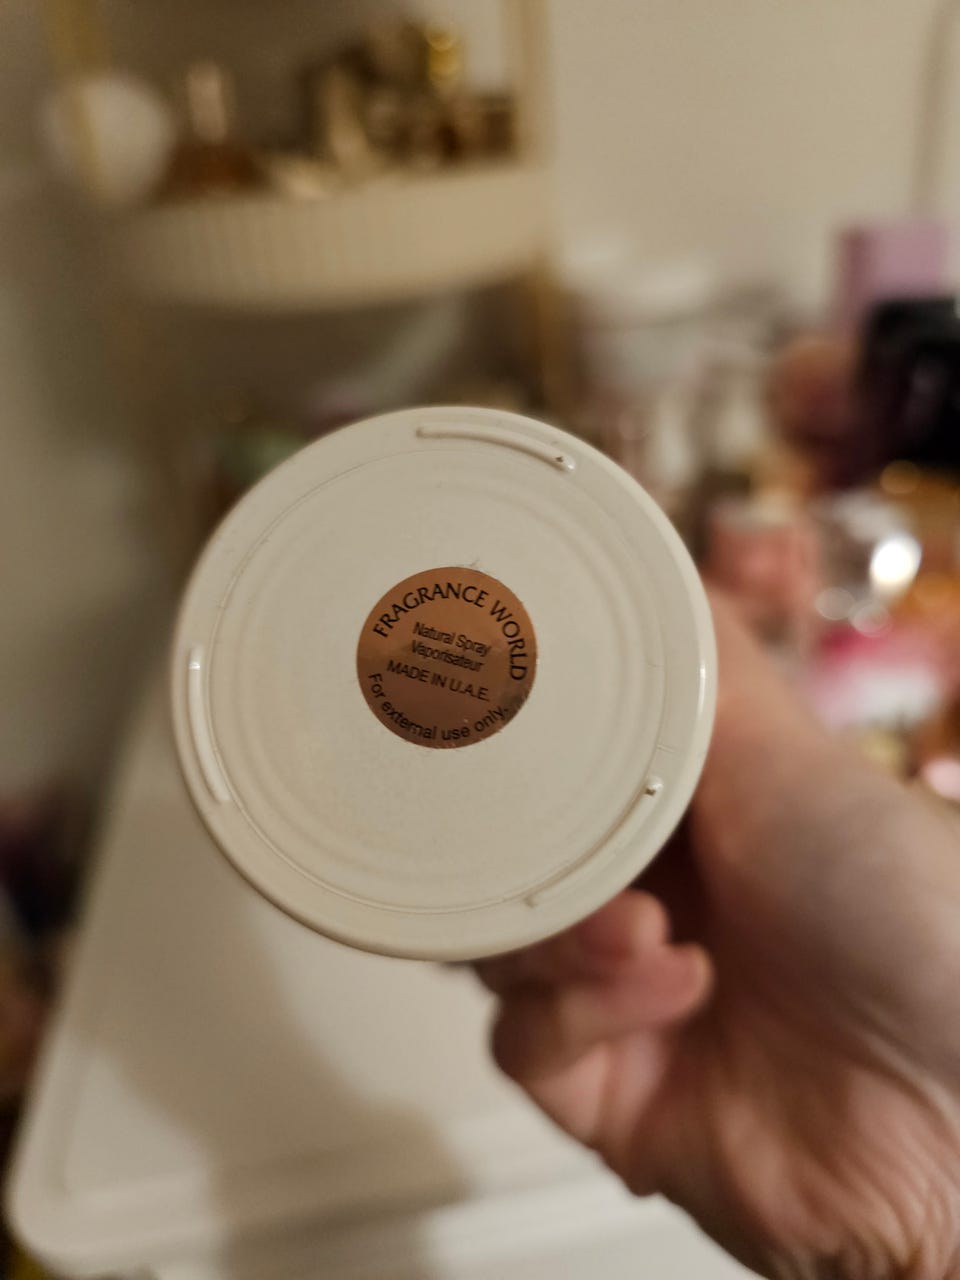 FRAGRANCE WORLD
Natural Spray
Vaporisateur
MADE IN U.A.E.
For external use only.